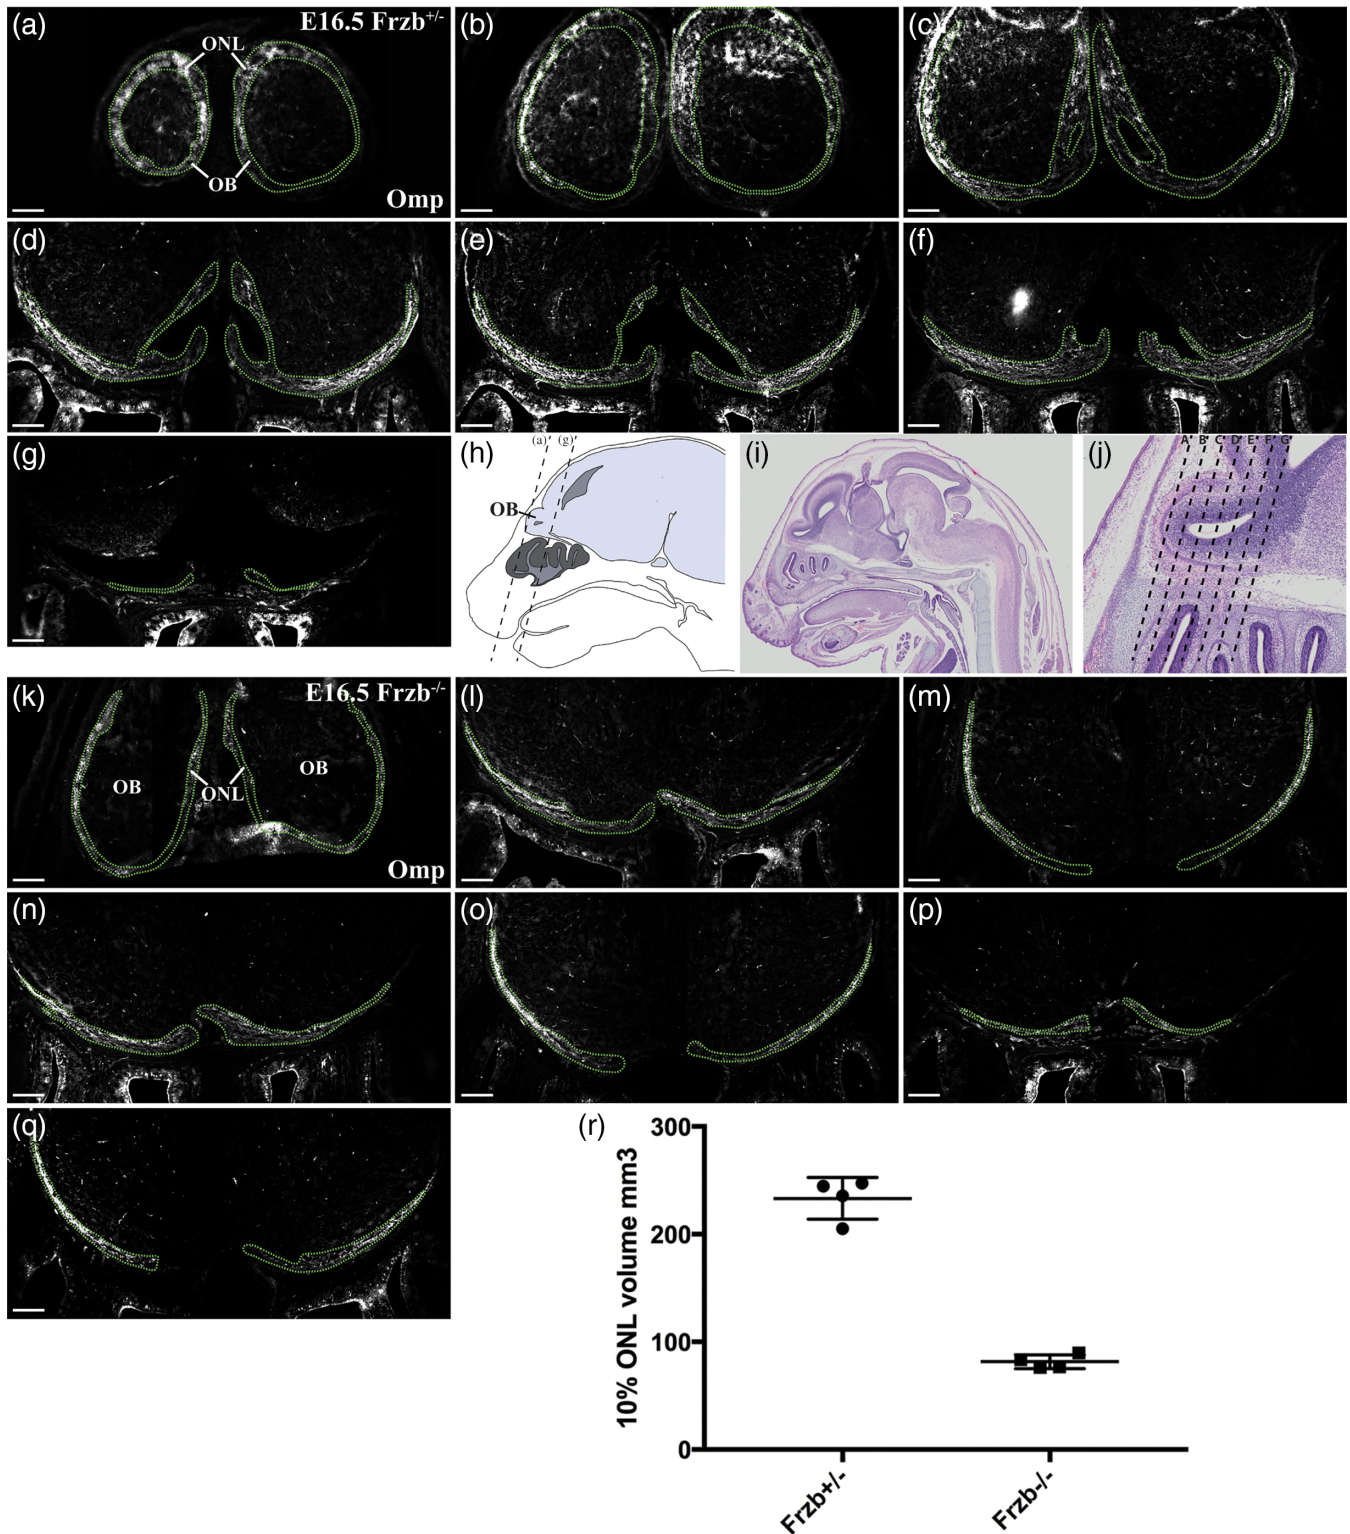 (a)
E16.5 Frzb+/-
ONL
OB
Omp
(b)
(c)
(d)
(e)
(f)
(g)
(h)
(a)
(g)
OB
(i)
(j)
A B C D E F G
(k)
E16.5 Frzb-/-
OB
ONL
OB
Omp
(l)
(m)
(n)
(o)
(p)
(q)
(r)
10% ONL volume mm3
300
200
100
0
Frzb+/-
Frzb-/-